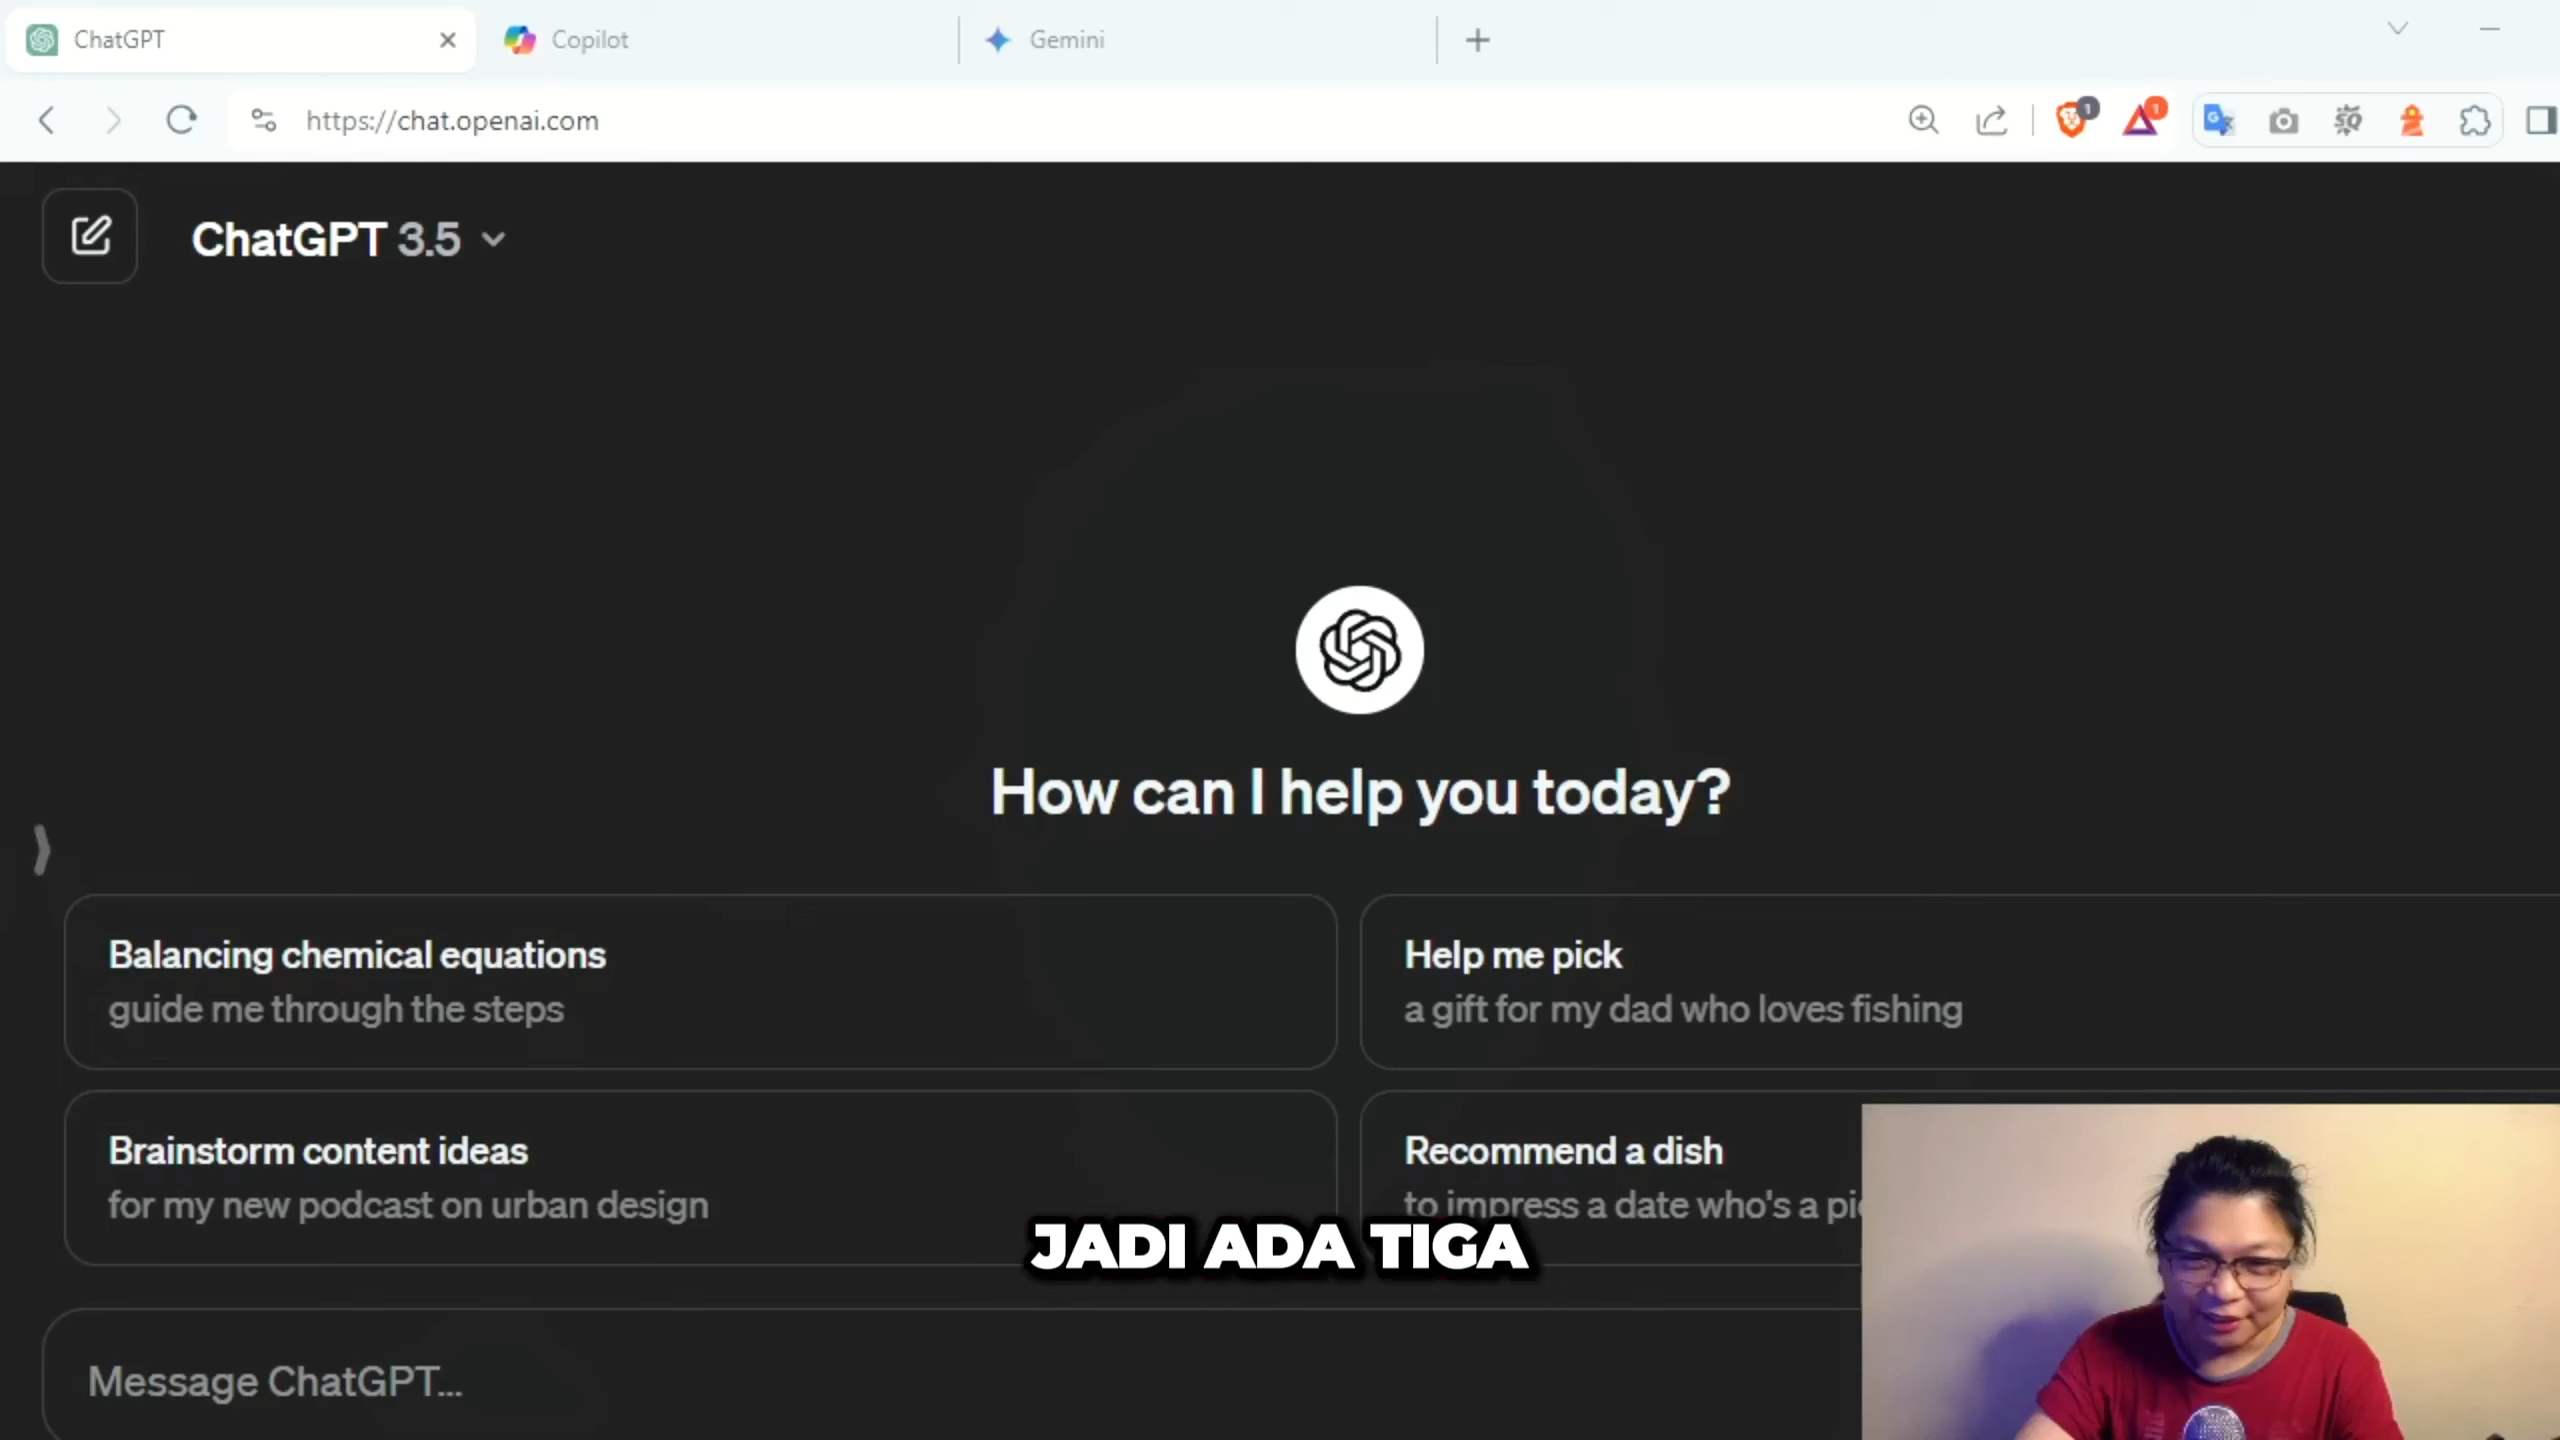 ChatGPT
Copilot
Gemini
https://chat.openai.com
1
1
ChatGPT 3.5
How can I help you today?
Balancing chemical equations
guide me through the steps
Help me pick
a gift for my dad who loves fishing
Brainstorm content ideas
for my new podcast on urban design
Recommend a dish
to impress a date who's a
JADI ADA TIGA
Message ChatGPT...